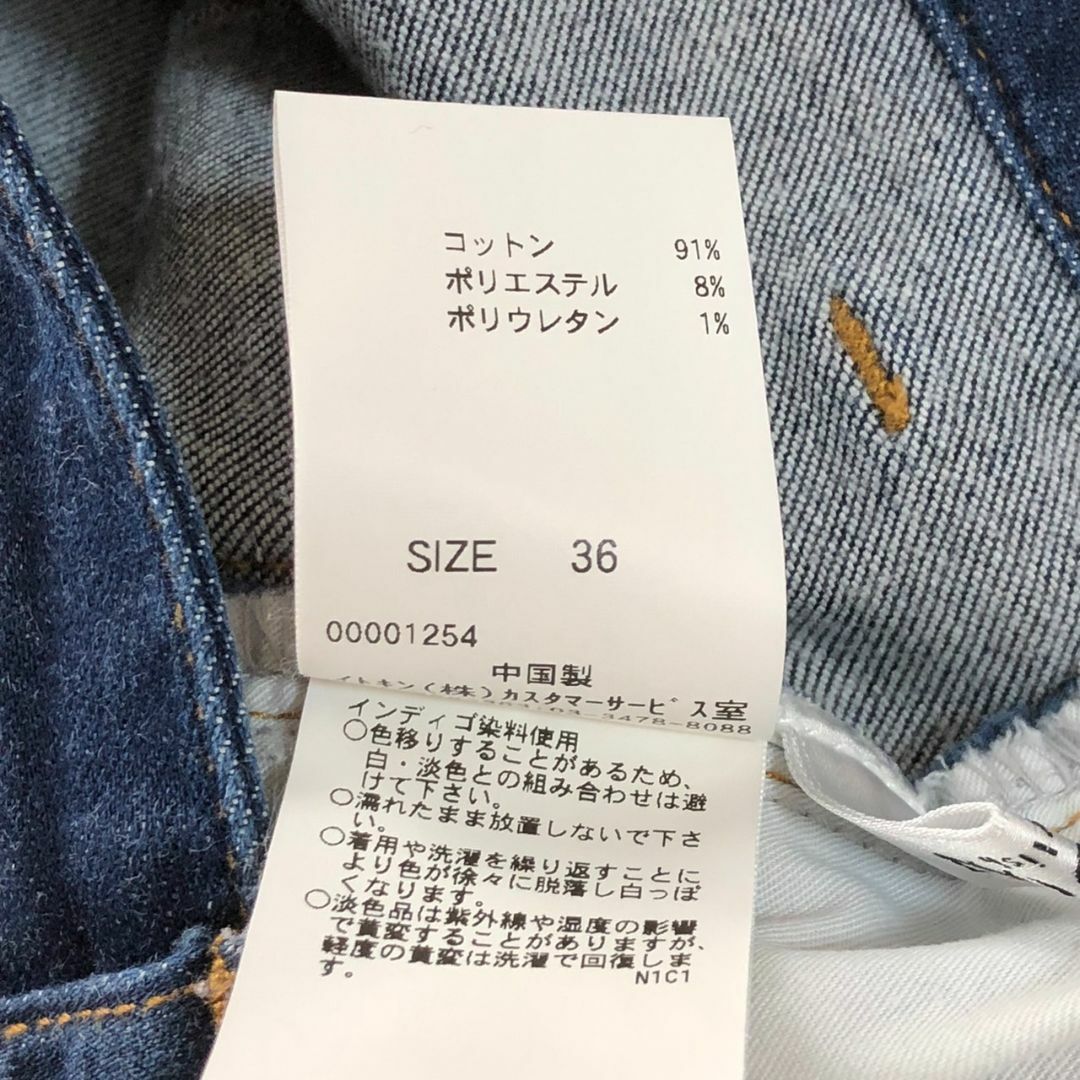 コットン 91%
ポリエステル 8%
ポリウレタン 1%
SIZE 36
00001254
中国製
イトキン(株)カスタマーサービス室
3478-8088
インディゴ染料使用
○色移りすることがあるため、
白・淡色との組み合わせは避
けて下さい。
○濡れたまま放置しないで下さ
い。
○着用や洗濯を繰り返すことに
より色が徐々に脱落し白っぽ
くなります。
○淡色品は紫外線や湿度の影響
で黄変することがありますが、
軽度の黄変は洗濯で回復しま
す。
N1C1